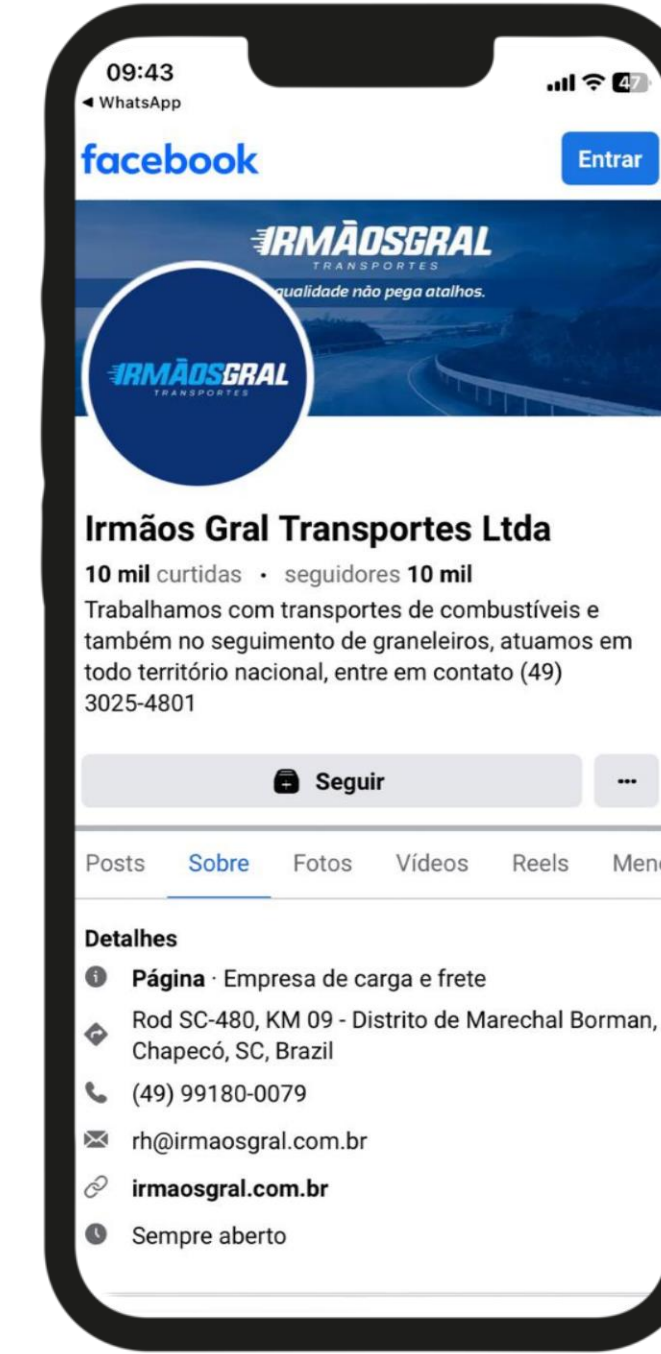 09:43
47
◀ WhatsApp
facebook
Entrar
IRMÃOSGRAL
TRANSPORTES
qualidade não pega atalhos.
IRMÃOSGRAL
TRANSPORTES
Irmãos Gral Transportes Ltda
10 mil curtidas · seguidores 10 mil
Trabalhamos com transportes de combustíveis e
também no seguimento de graneleiros, atuamos em
todo território nacional, entre em contato (49)
3025-4801
Seguir
Posts Sobre Fotos Vídeos Reels
Detalhes
Página · Empresa de carga e frete
Rod SC-480, KM 09 - Distrito de Marechal Borman,
Chapecó, SC, Brazil
(49) 99180-0079
rh@irmaosgral.com.br
irmaosgral.com.br
Sempre aberto